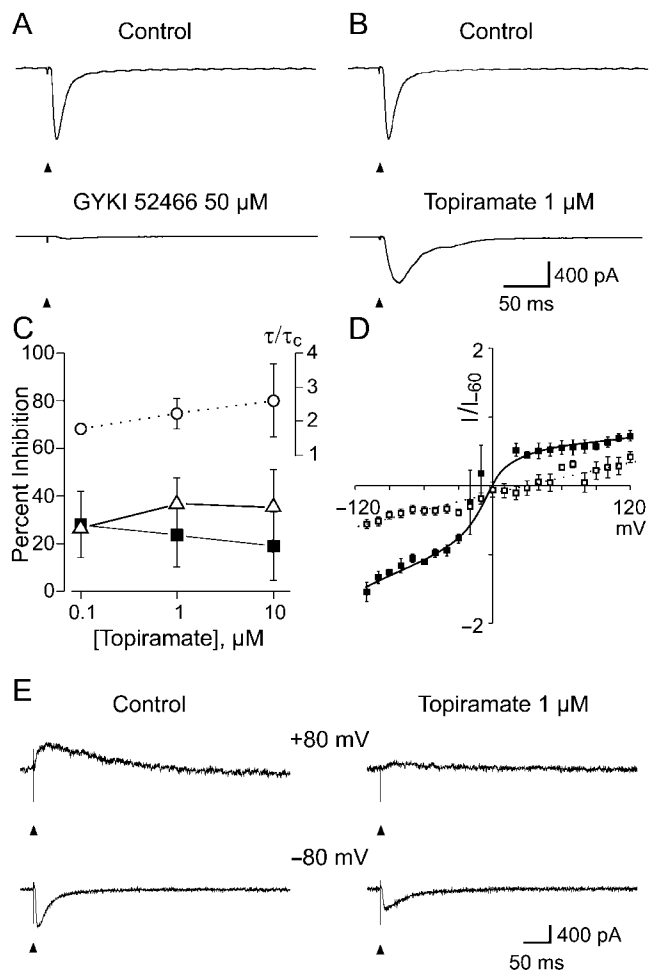 A
B
Control
Control
GYKI 52466 50 µM
Topiramate 1 µM
400 pA
50 ms
C
D
Percent Inhibition
100
80
60
40
20
0
τ/τc
4
3
2
1
0.1
1
10
[Topiramate], µM
I/I-60
2
−120
120
mV
−2
E
Control
Topiramate 1 µM
+80 mV
−80 mV
400 pA
50 ms